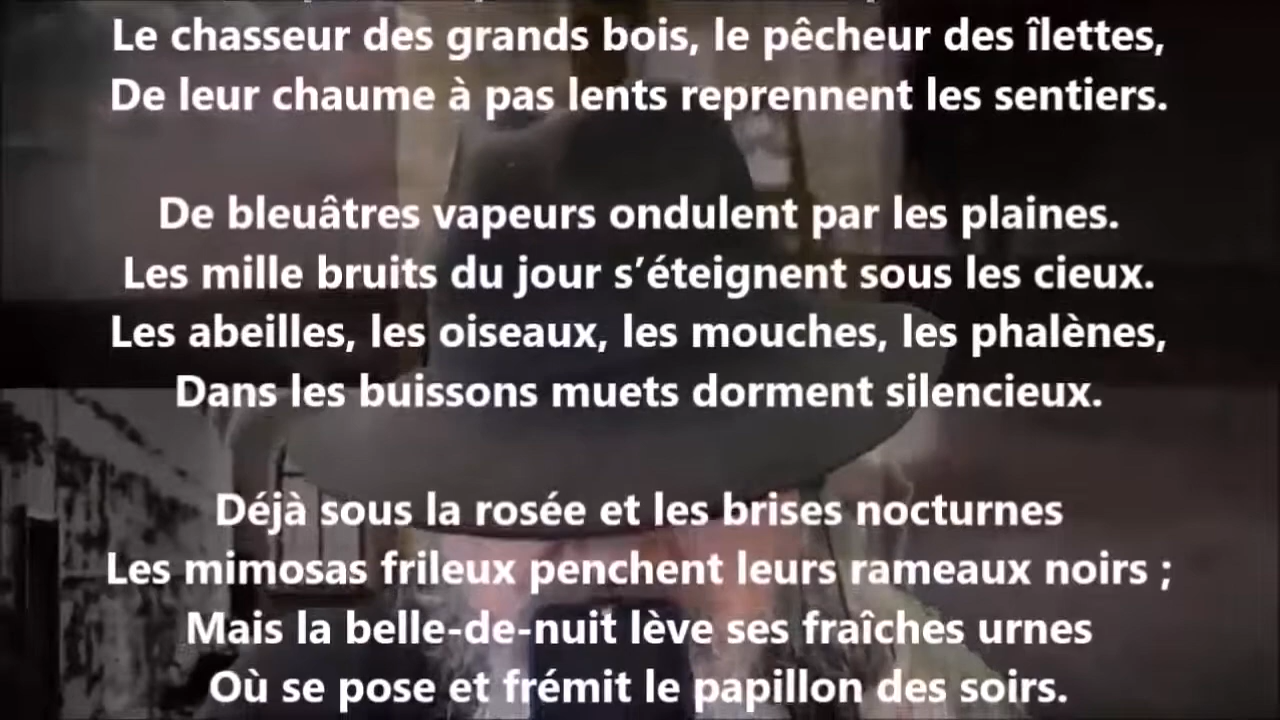 Le chasseur des grands bois, le pêcheur des îlettes,
De leur chaume à pas lents reprennent les sentiers.
De bleuâtres vapeurs ondulent par les plaines.
Les mille bruits du jour s’éteignent sous les cieux.
Les abeilles, les oiseaux, les mouches, les phalènes,
Dans les buissons muets dorment silencieux.
Déjà sous la rosée et les brises nocturnes
Les mimosas frileux penchent leurs rameaux noirs ;
Mais la belle-de-nuit lève ses fraîches urnes
Où se pose et frémit le papillon des soirs.